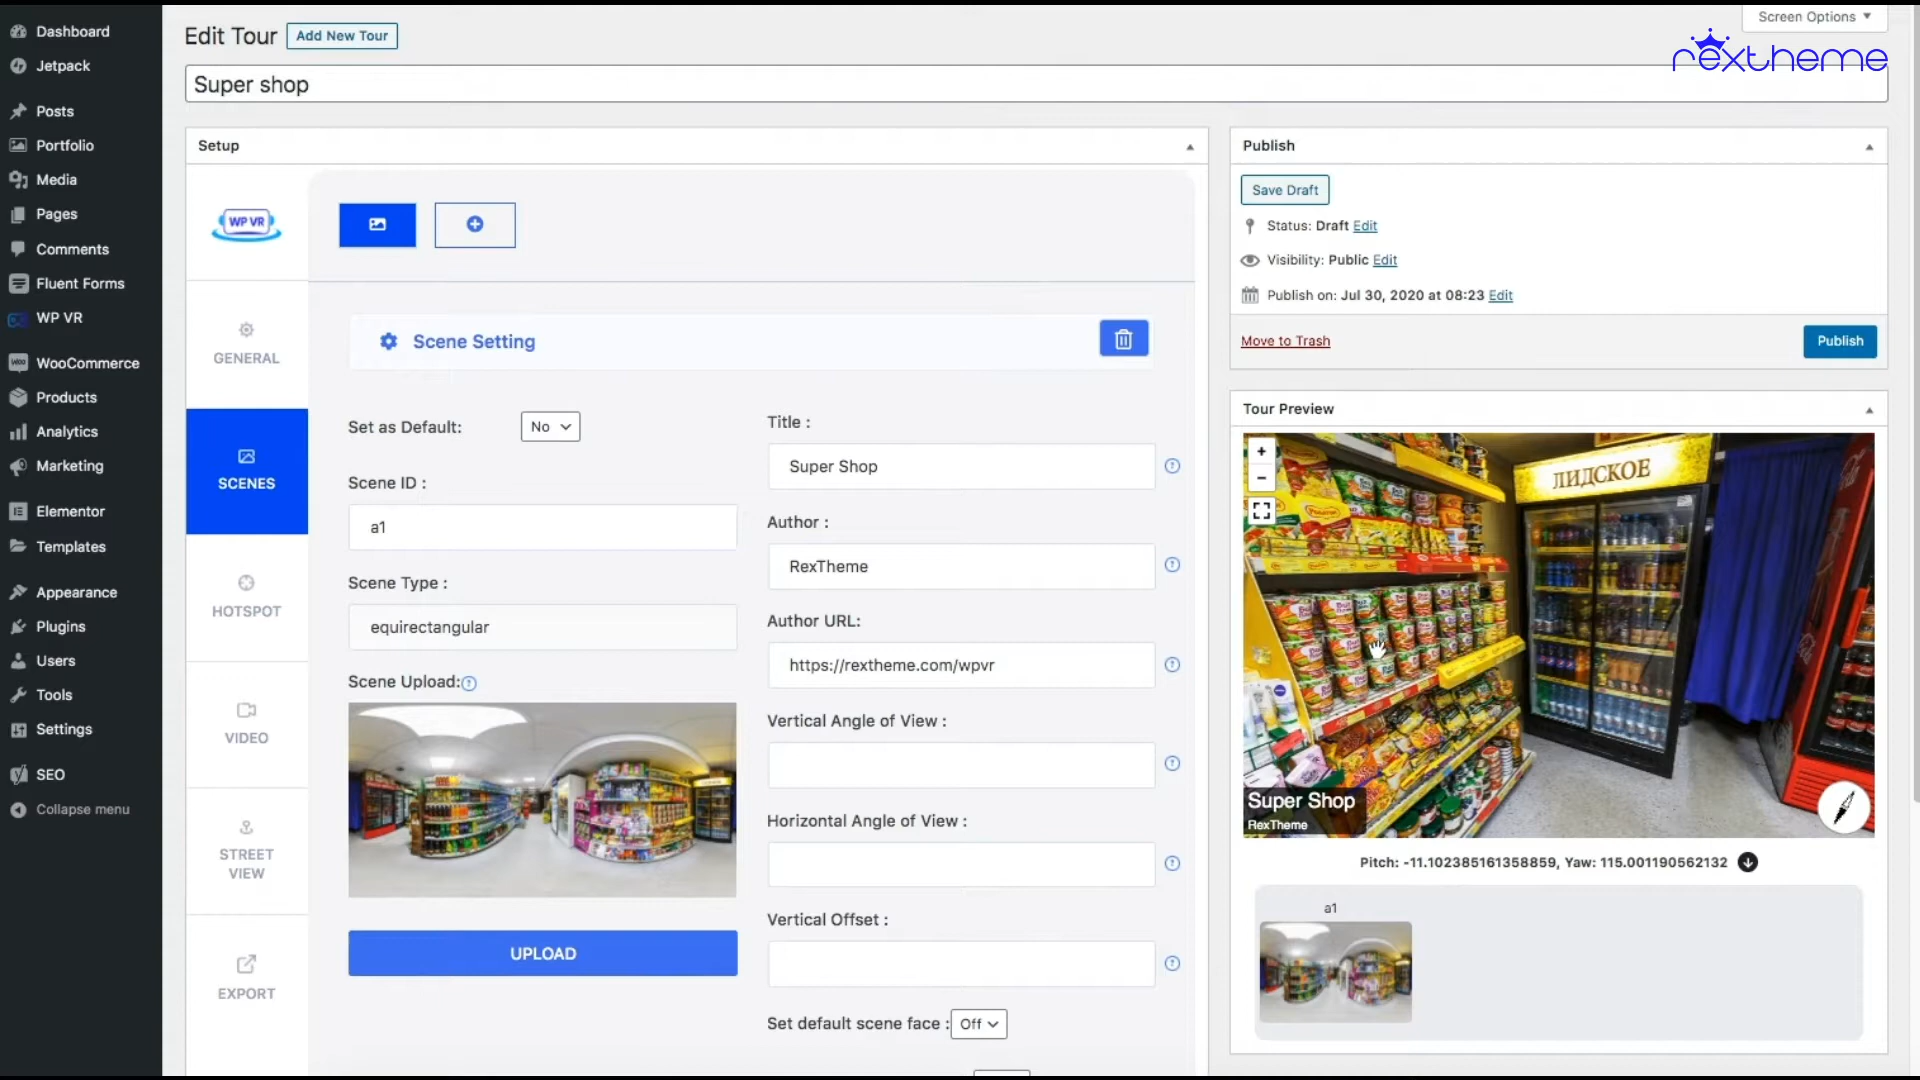 Dashboard
Jetpack
Posts
Portfolio
Media
Pages
Comments
Fluent Forms
WP VR
WooCommerce
Products
Analytics
Marketing
Elementor
Templates
Appearance
Plugins
Users
Tools
Settings
SEO
Collapse menu
Edit Tour
Add New Tour
Screen Options
rextheme
Super shop
Setup
WP VR
GENERAL
SCENES
HOTSPOT
VIDEO
STREET
VIEW
EXPORT
Scene Setting
Set as Default: No
Scene ID :
a1
Scene Type :
equirectangular
Scene Upload:
UPLOAD
Title :
Super Shop
Author :
RexTheme
Author URL:
https://rextheme.com/wpvr
Vertical Angle of View :
Horizontal Angle of View :
Vertical Offset :
Set default scene face : Off
Publish
Save Draft
Status: Draft Edit
Visibility: Public Edit
Publish on: Jul 30, 2020 at 08:23 Edit
Move to Trash
Publish
Tour Preview
+
−
ЛИДСКОЕ
Super Shop
RexTheme
Pitch: -11.102385161358859, Yaw: 115.001190562132
a1